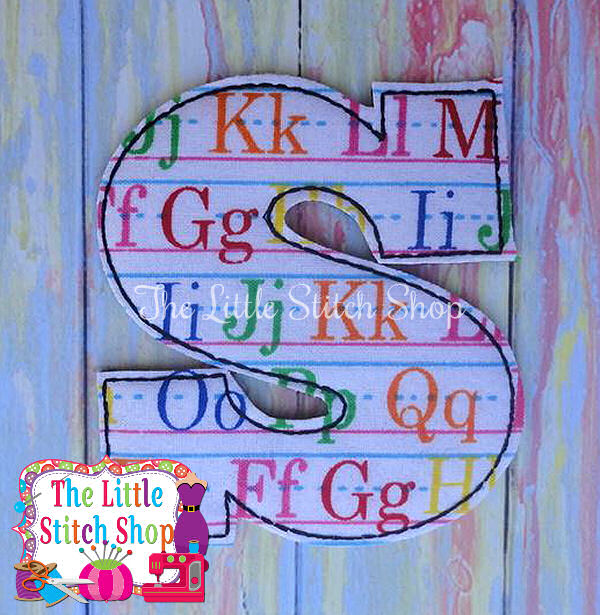 Jj Kk Ll M
Ff Gg Hh Ii J
The Little Stitch Shop
Ii Jj Kk L
Oo Pp Qq
Ff Gg H
The Little
Stitch Shop